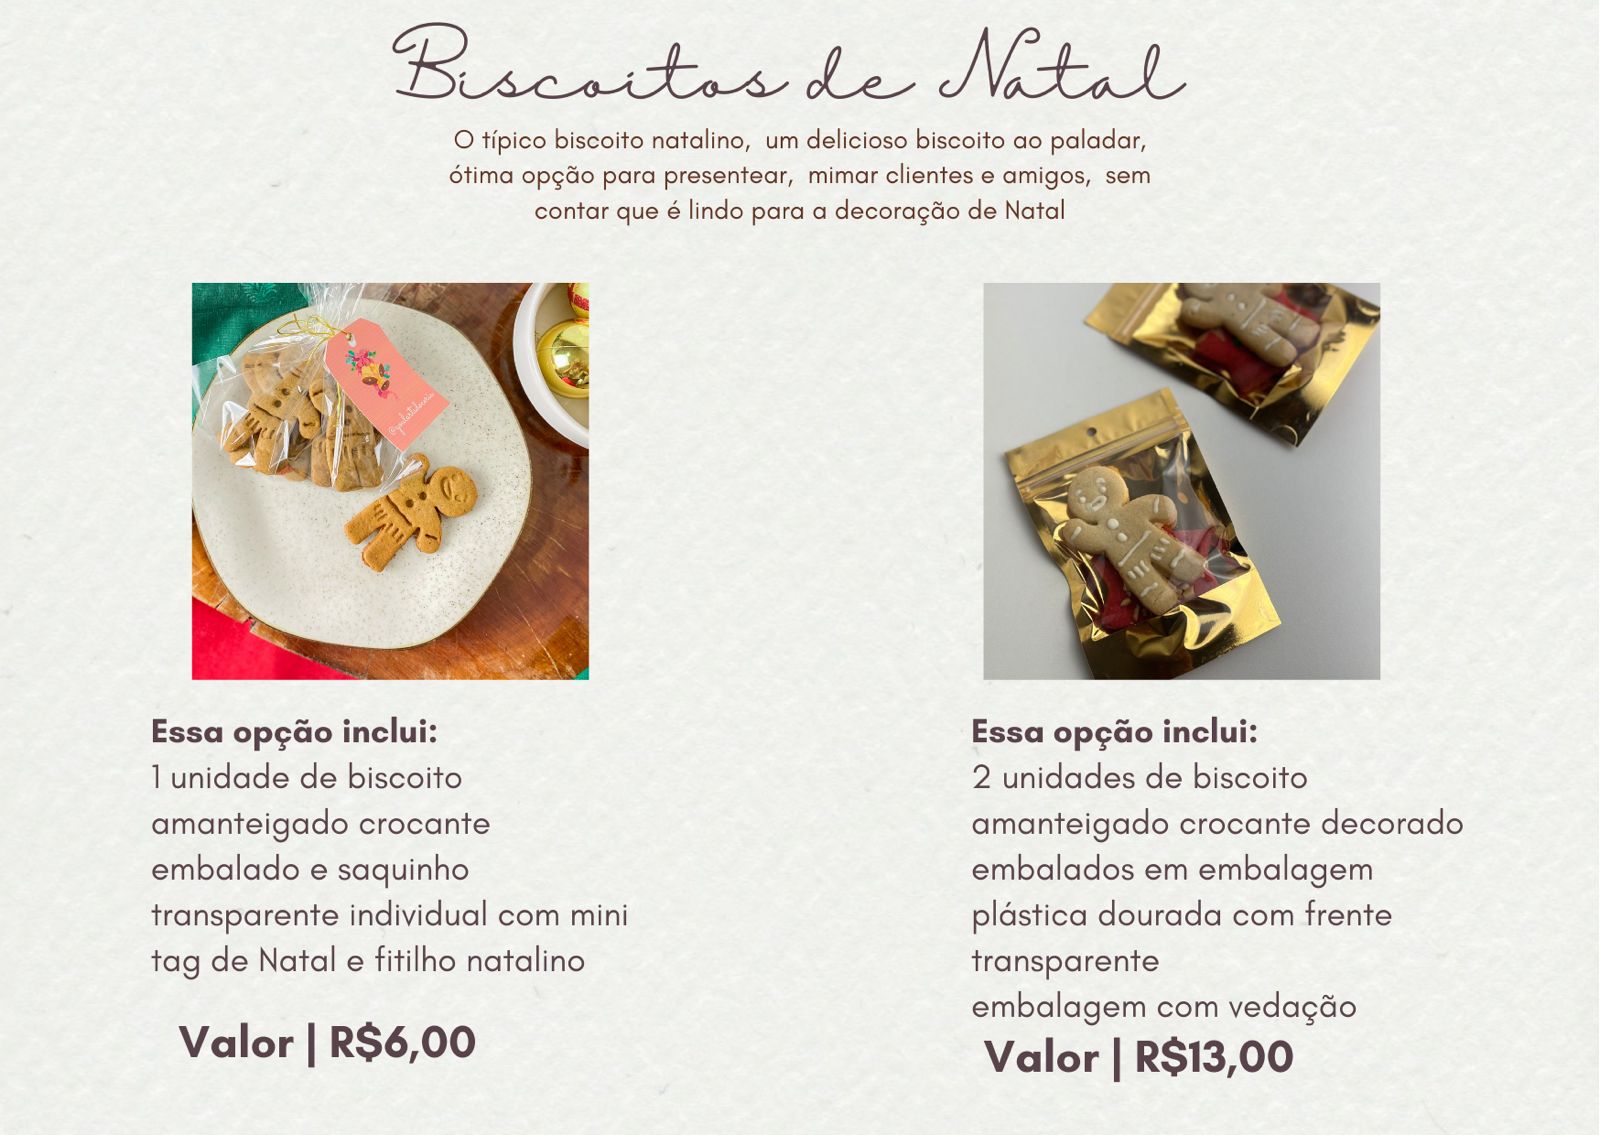 Biscoitos de Natal
O típico biscoito natalino, um delicioso biscoito ao paladar,
ótima opção para presentear, mimar clientes e amigos, sem
contar que é lindo para a decoração de Natal
Essa opção inclui:
1 unidade de biscoito
amanteigado crocante
embalado e saquinho
transparente individual com mini
tag de Natal e fitilho natalino
Valor | R$6,00
Essa opção inclui:
2 unidades de biscoito
amanteigado crocante decorado
embalados em embalagem
plástica dourada com frente
transparente
embalagem com vedação
Valor | R$13,00